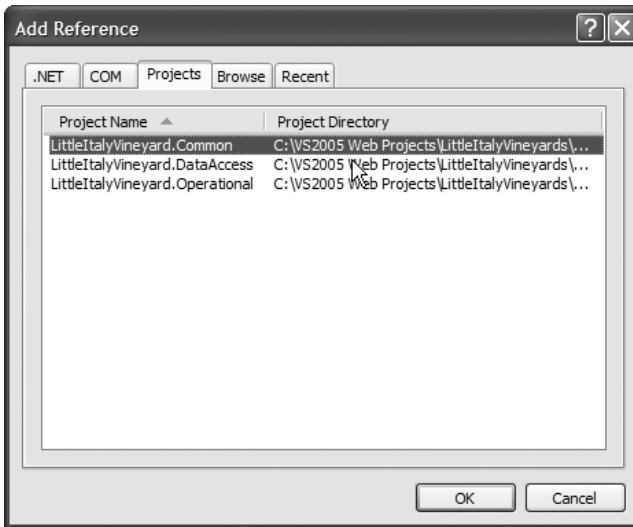 Add Reference
.NET COM Projects Browse Recent
Project Name Project Directory
LittleItalyVineyard.Common C:\VS2005 Web Projects\LittleItalyVineyards\...
LittleItalyVineyard.DataAccess C:\VS2005 Web Projects\LittleItalyVineyards\...
LittleItalyVineyard.Operational C:\VS2005 Web Projects\LittleItalyVineyards\...
OK Cancel